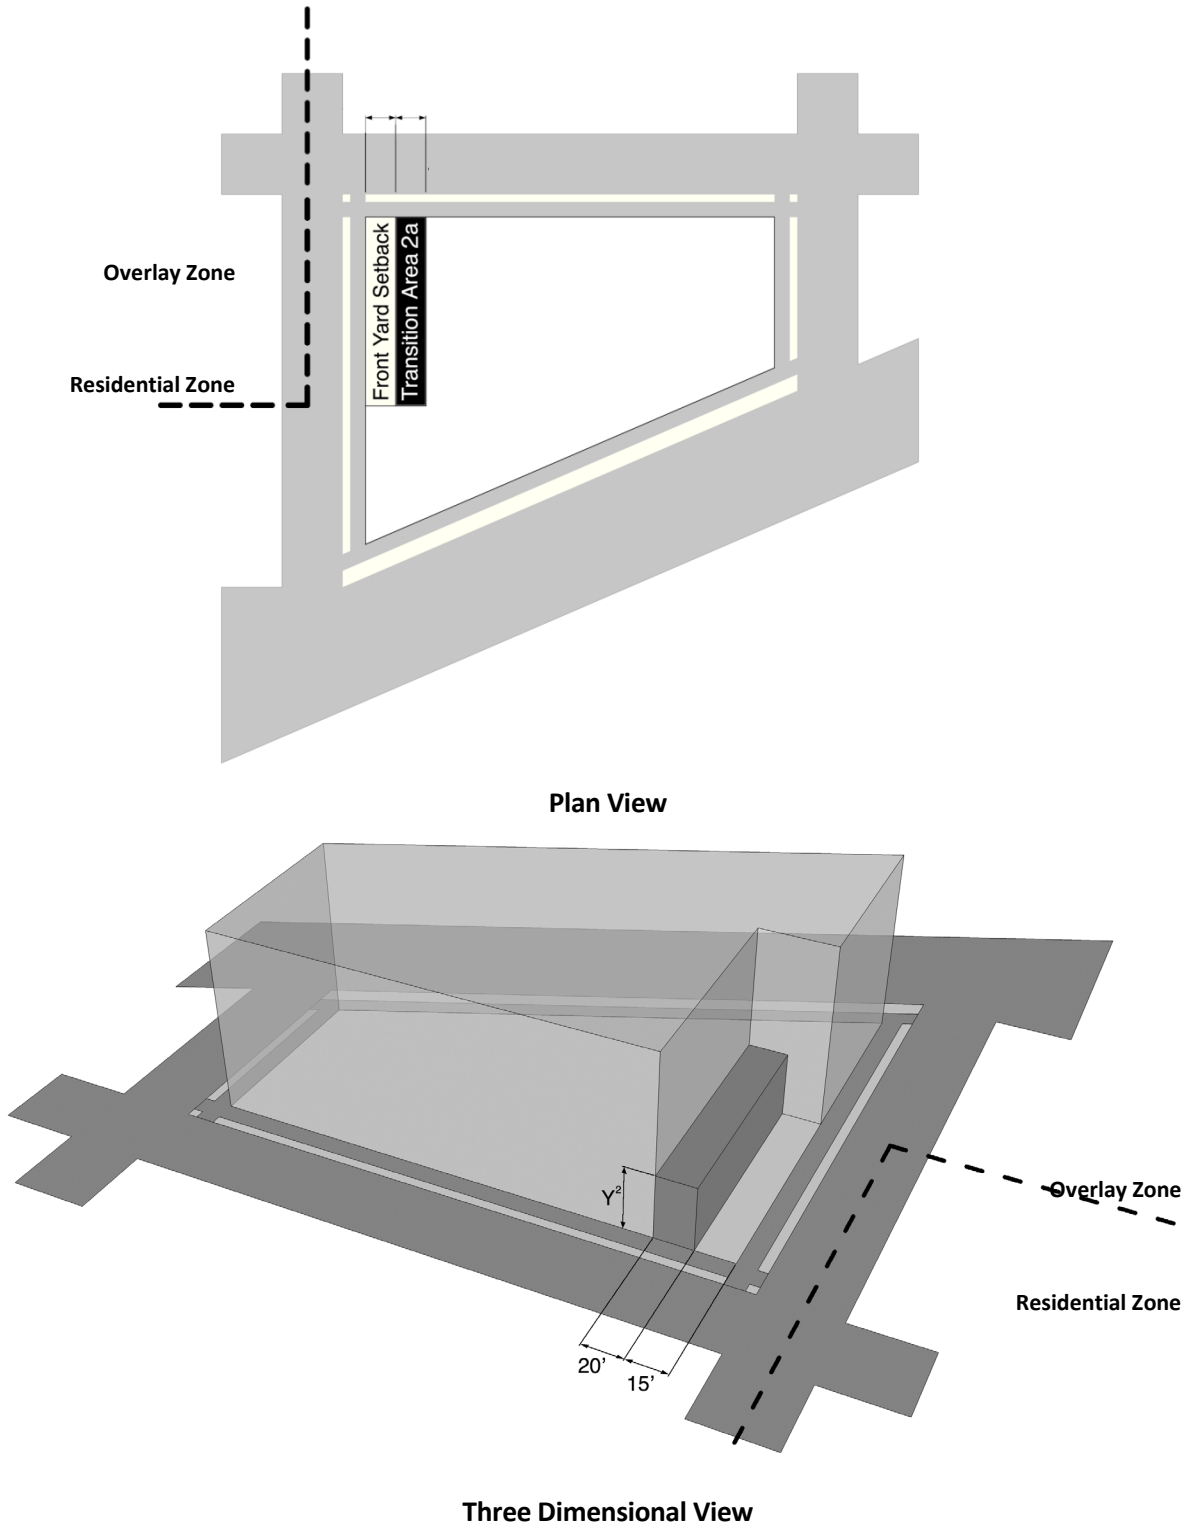 Overlay Zone
Residential Zone
Front Yard Setback
Transition Area 2a
Plan View
Y²
Overlay Zone
Residential Zone
20’
15’
Three Dimensional View